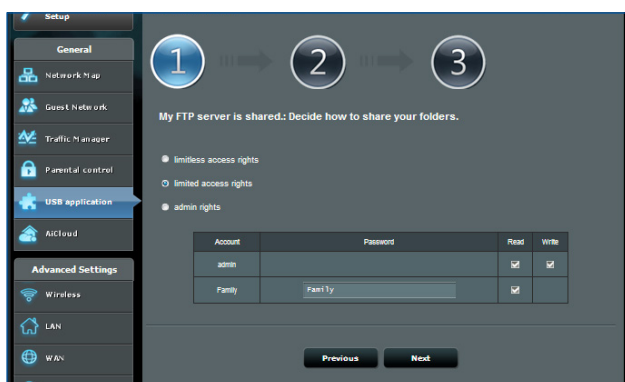 Setup
General
Network Map
Guest Network
Traffic Manager
Parental control
USB application
AiCloud
Advanced Settings
Wireless
LAN
WAN
1 2 3
My FTP server is shared.: Decide how to share your folders.
limitless access rights
limited access rights
admin rights
Account Password Read Write
admin
Family Family
Previous Next